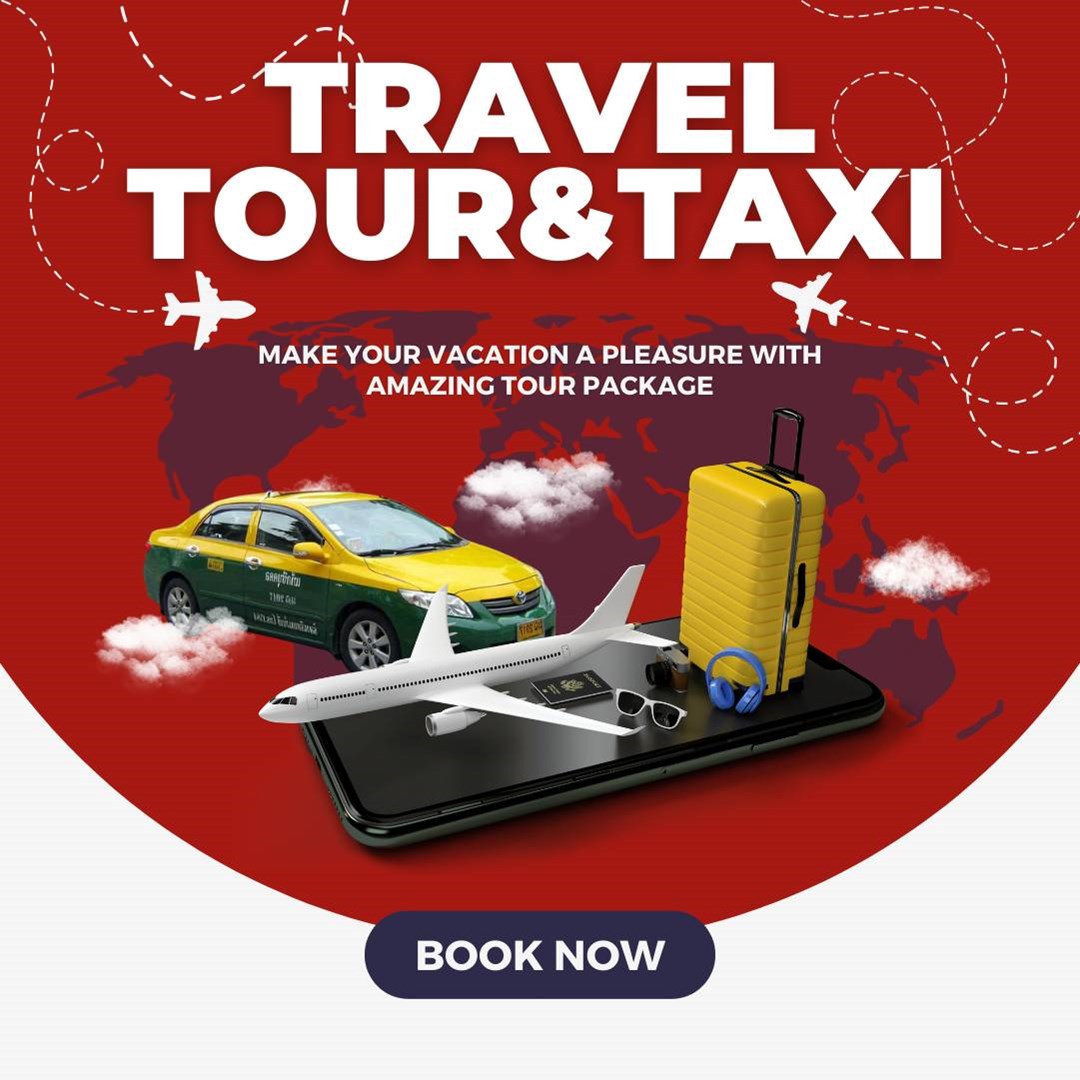 TRAVEL
TOUR&TAXI
MAKE YOUR VACATION A PLEASURE WITH
AMAZING TOUR PACKAGE
BOOK NOW